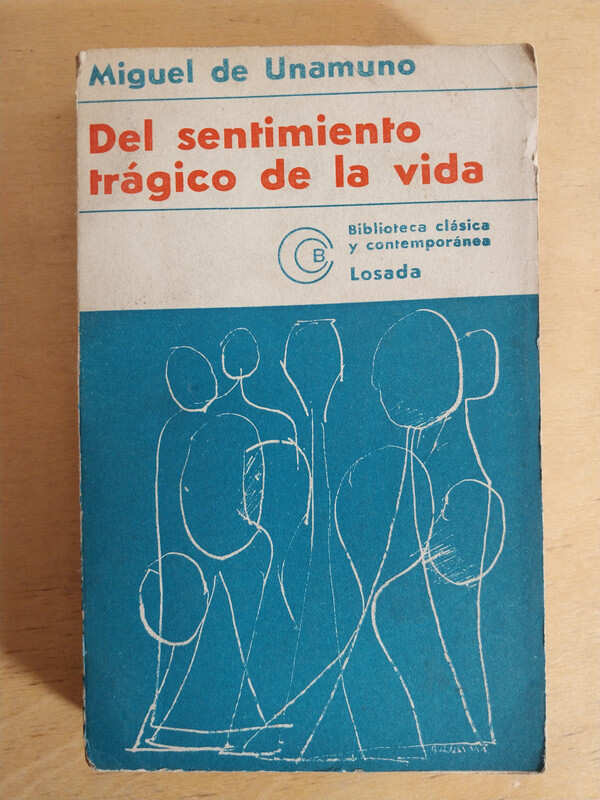 Miguel de Unamuno
Del sentimiento
trágico de la vida
B
Biblioteca clásica
y contemporánea
Losada